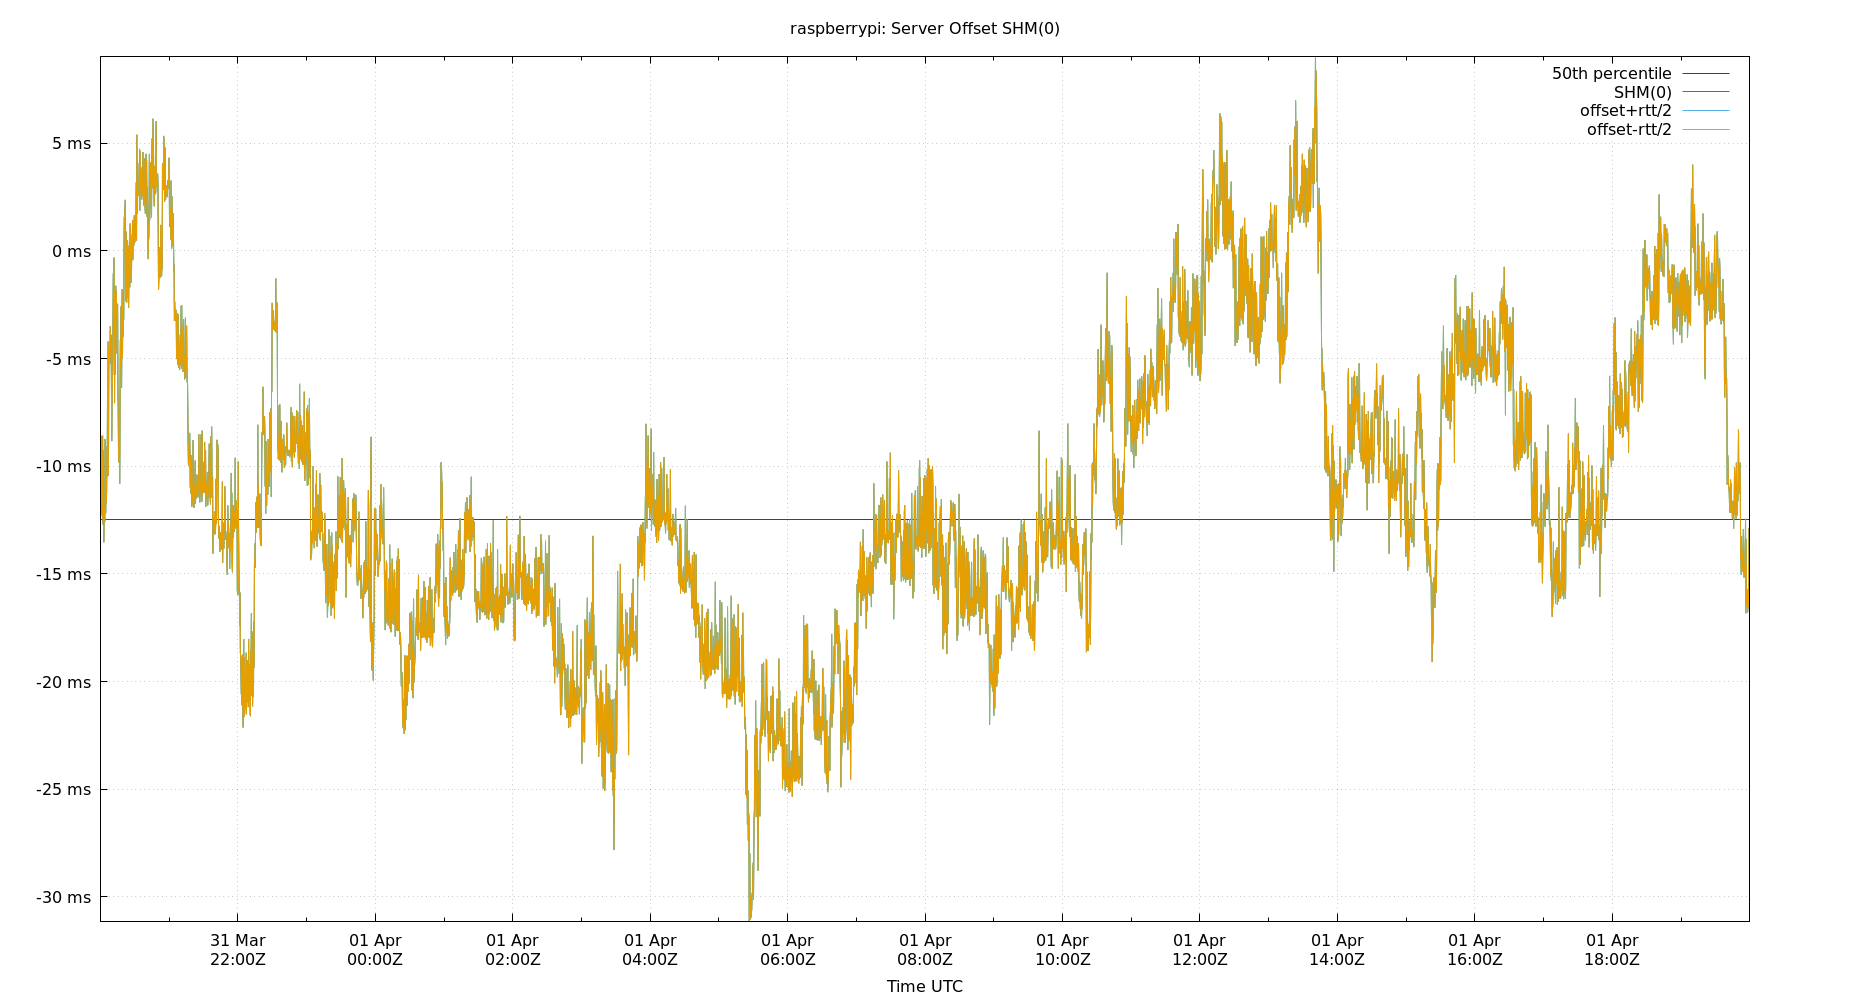 raspberrypi: Server Offset SHM(0)
50th percentile
SHM(0)
offset+rtt/2
offset-rtt/2
5 ms
0 ms
-5 ms
-10 ms
-15 ms
-20 ms
-25 ms
-30 ms
31 Mar 01 Apr 01 Apr 01 Apr 01 Apr 01 Apr 01 Apr 01 Apr 01 Apr 01 Apr 01 Apr
22:00Z 00:00Z 02:00Z 04:00Z 06:00Z 08:00Z 10:00Z 12:00Z 14:00Z 16:00Z 18:00Z
Time UTC